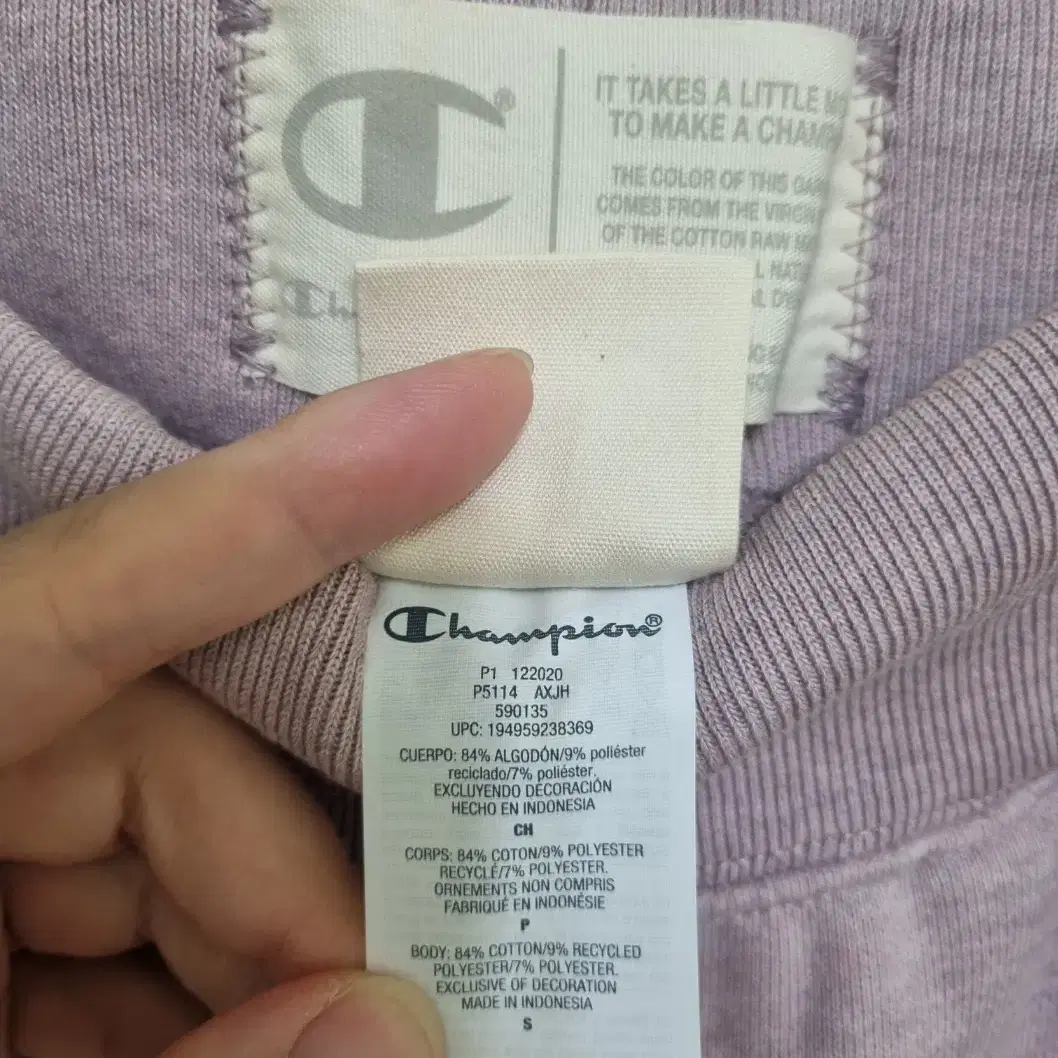 IT TAKES A LITTLE
TO MAKE A
THE COLOR OF THIS
COMES FROM THE
OF THE COTTON RAW
Champion®
P1 122020
P5114 AXJH
590135
UPC: 194959238369
CUERPO: 84% ALGODÓN/9% poliéster
reciclado/7% poliéster.
EXCLUYENDO DECORACIÓN
HECHO EN INDONESIA
CH
CORPS: 84% COTON/9% POLYESTER
RECYCLÉ/7% POLYESTER.
ORNEMENTS NON COMPRIS
FABRIQUÉ EN INDONÉSIE
P
BODY: 84% COTTON/9% RECYCLED
POLYESTER/7% POLYESTER.
EXCLUSIVE OF DECORATION
MADE IN INDONESIA
S